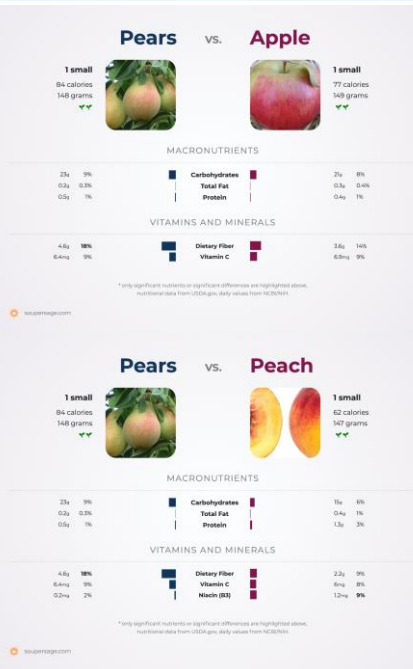 Pears vs. Apple
1 small
84 calories
148 grams
1 small
77 calories
149 grams
MACRONUTRIENTS
23g 9% Carbohydrates 21g 8%
0.2g 0.3% Total Fat 0.3g 0.4%
0.5g 1% Protein 0.4g 1%
VITAMINS AND MINERALS
4.6g 18% Dietary Fiber 3.6g 14%
6.4mg 9% Vitamin C 6.9mg 9%
* only significant nutrients or significant differences are highlighted above,
nutritional data from USDA.gov, daily values from NCBI/NIH.
soupersage.com
Pears vs. Peach
1 small
84 calories
148 grams
1 small
62 calories
147 grams
MACRONUTRIENTS
23g 9% Carbohydrates 15g 6%
0.2g 0.3% Total Fat 0.4g 1%
0.5g 1% Protein 1.3g 3%
VITAMINS AND MINERALS
4.6g 18% Dietary Fiber 2.2g 9%
6.4mg 9% Vitamin C 6mg 8%
0.2mg 2% Niacin (B3) 1.2mg 9%
* only significant nutrients or significant differences are highlighted above,
nutritional data from USDA.gov, daily values from NCBI/NIH.
soupersage.com